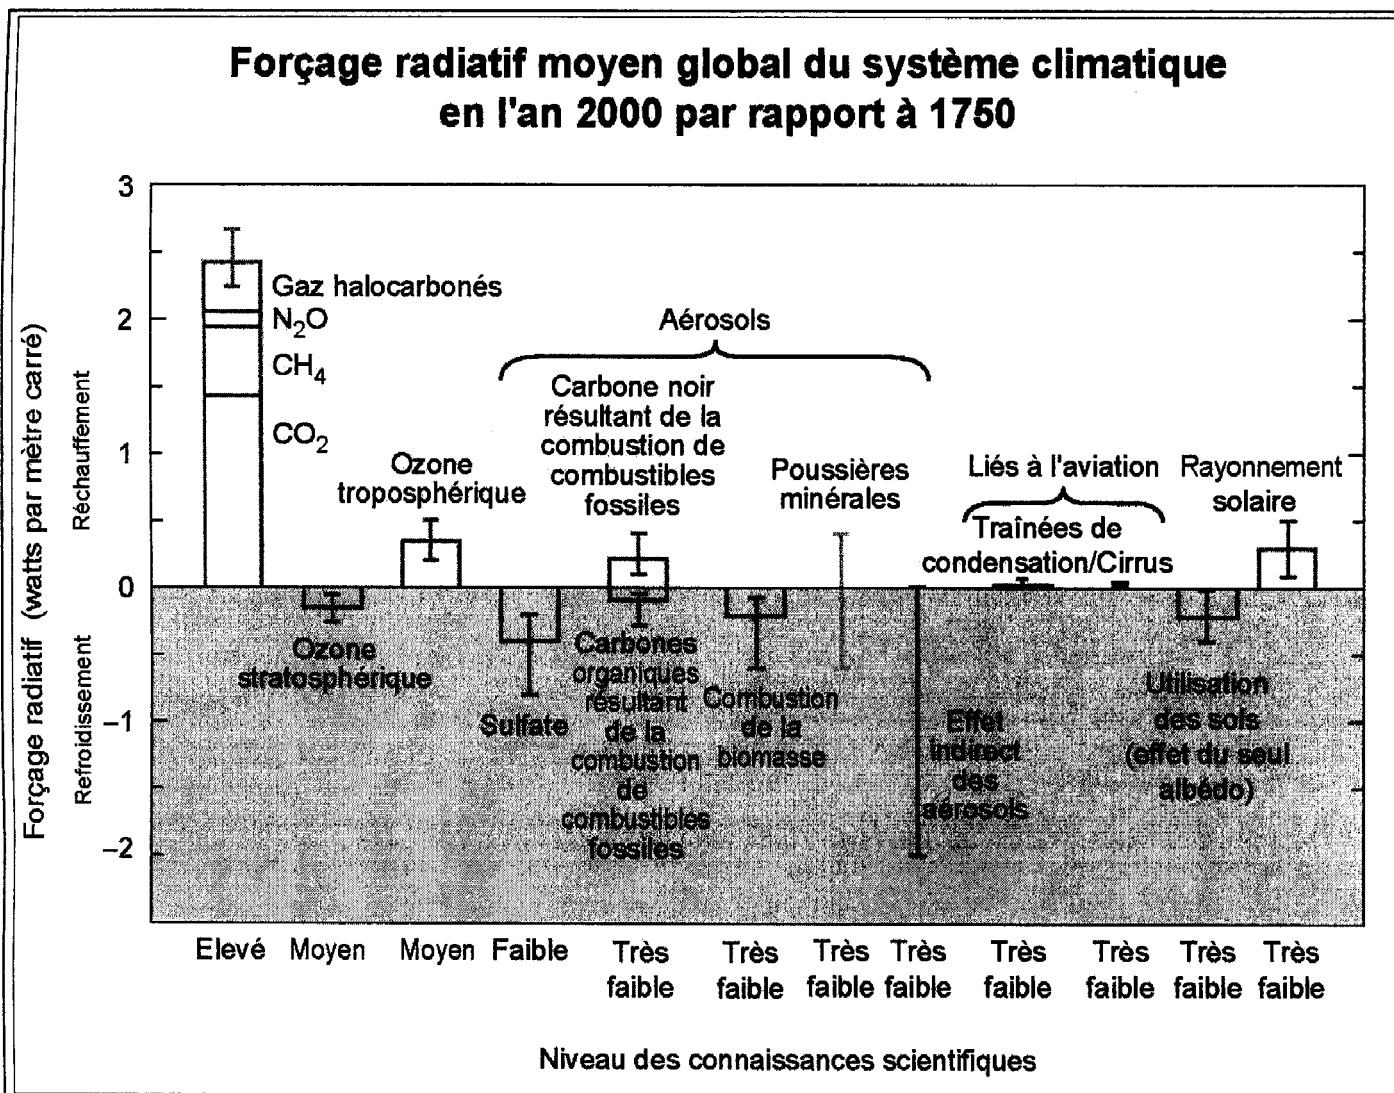 Forçage radiatif moyen global du système climatique
en l'an 2000 par rapport à 1750
Forçage radiatif (watts par mètre carré)
Réchauffement
Refroidissement
3
2
1
0
−1
−2
Gaz halocarbonés
N₂O
CH₄
CO₂
Ozone
stratosphérique
Ozone
troposphérique
Aérosols
Sulfate
Carbone noir
résultant de la
combustion de
combustibles
fossiles
Carbones
organiques
résultant
de la
combustion
de
combustibles
fossiles
Combustion
de la
biomasse
Poussières
minérales
Effet
indirect
des
aérosols
Liés à l'aviation
Traînées de
condensation/Cirrus
Utilisation
des sols
(effet du seul
albédo)
Rayonnement
solaire
Elevé
Moyen
Moyen
Faible
Très
faible
Très
faible
Très
faible
Très
faible
Très
faible
Très
faible
Très
faible
Très
faible
Niveau des connaissances scientifiques